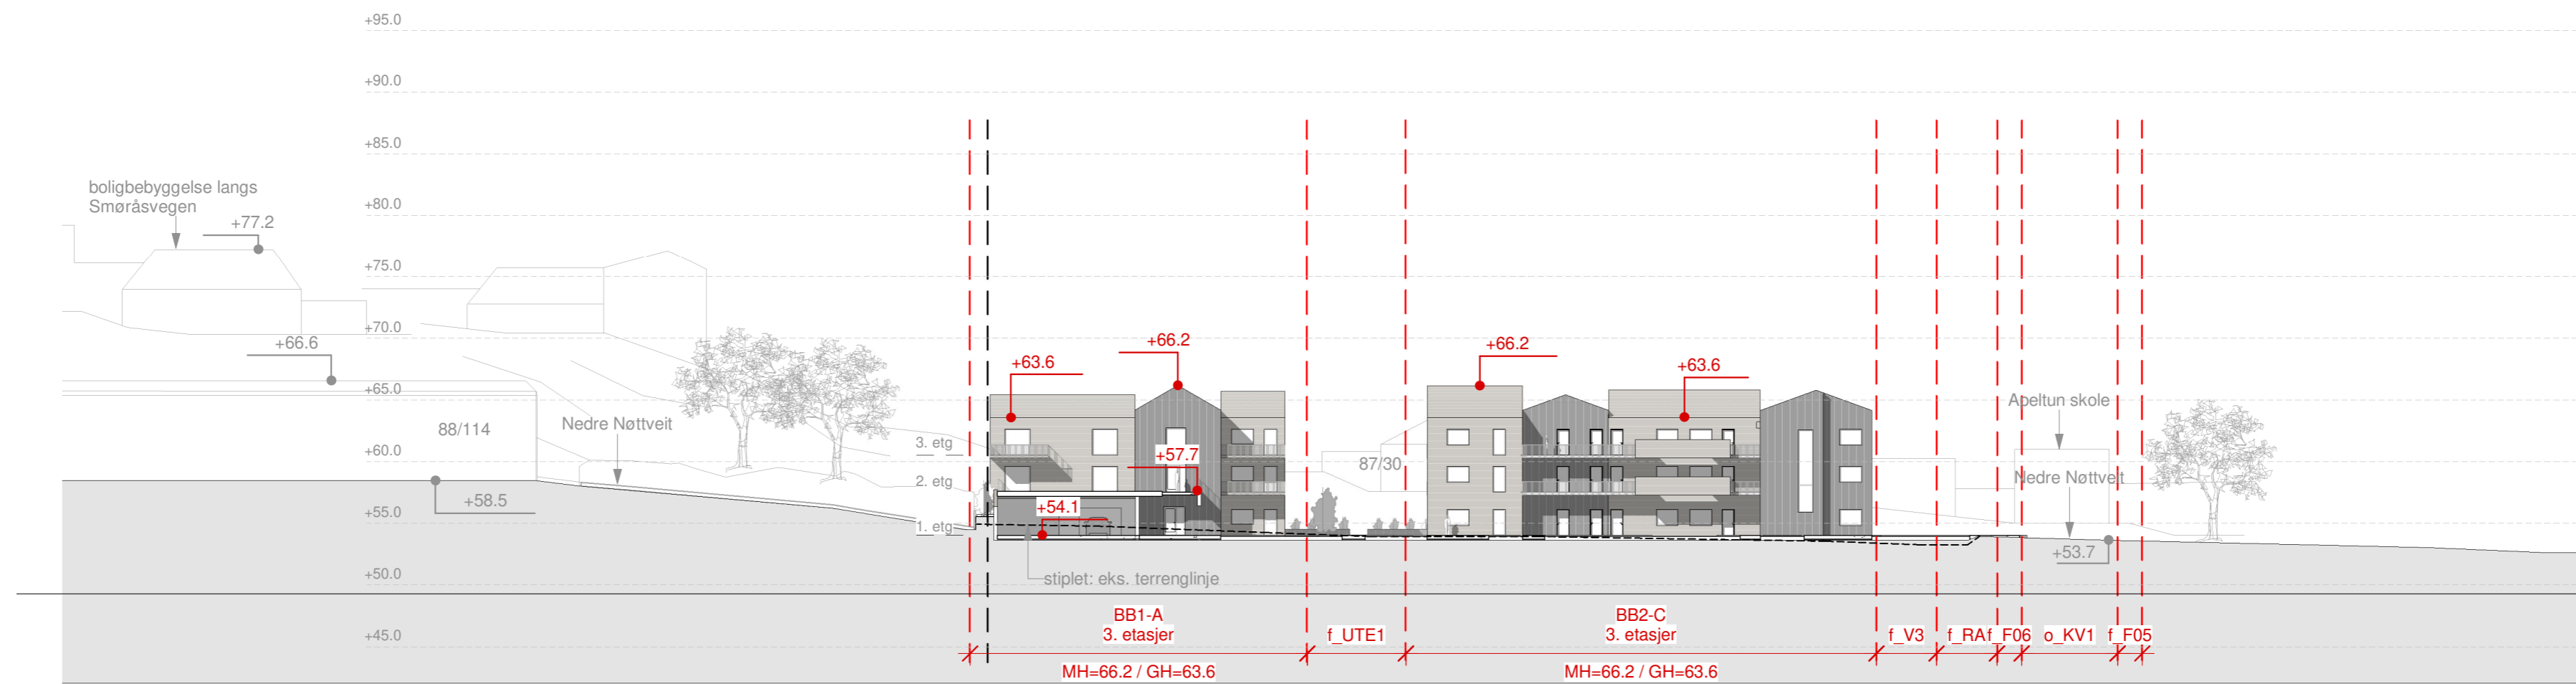 +95.0
+90.0
+85.0
+80.0
+75.0
+70.0
+65.0
+60.0
+55.0
+50.0
+45.0
boligbebyggelse langs
Smøråsvegen
+77.2
+66.6
88/114
+58.5
Nedre Nøttveit
3. etg
2. etg
1. etg
+63.6
+66.2
+57.7
+54.1
stiplet: eks. terrenglinje
87/30
+66.2
+63.6
Apeltun skole
Nedre Nøttveit
+53.7
BB1-A
3. etasjer
MH=66.2 / GH=63.6
f_UTE1
BB2-C
3. etasjer
MH=66.2 / GH=63.6
f_V3
f_RA
f_F06
o_KV1
f_F05